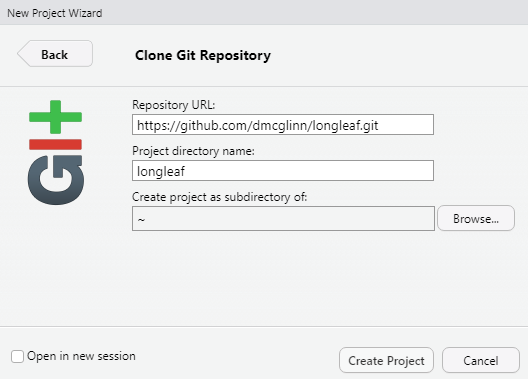 New Project Wizard
Back
Clone Git Repository
git
Repository URL:
https://github.com/dmcglinn/longleaf.git
Project directory name:
longleaf
Create project as subdirectory of:
~
Browse...
Open in new session
Create Project
Cancel